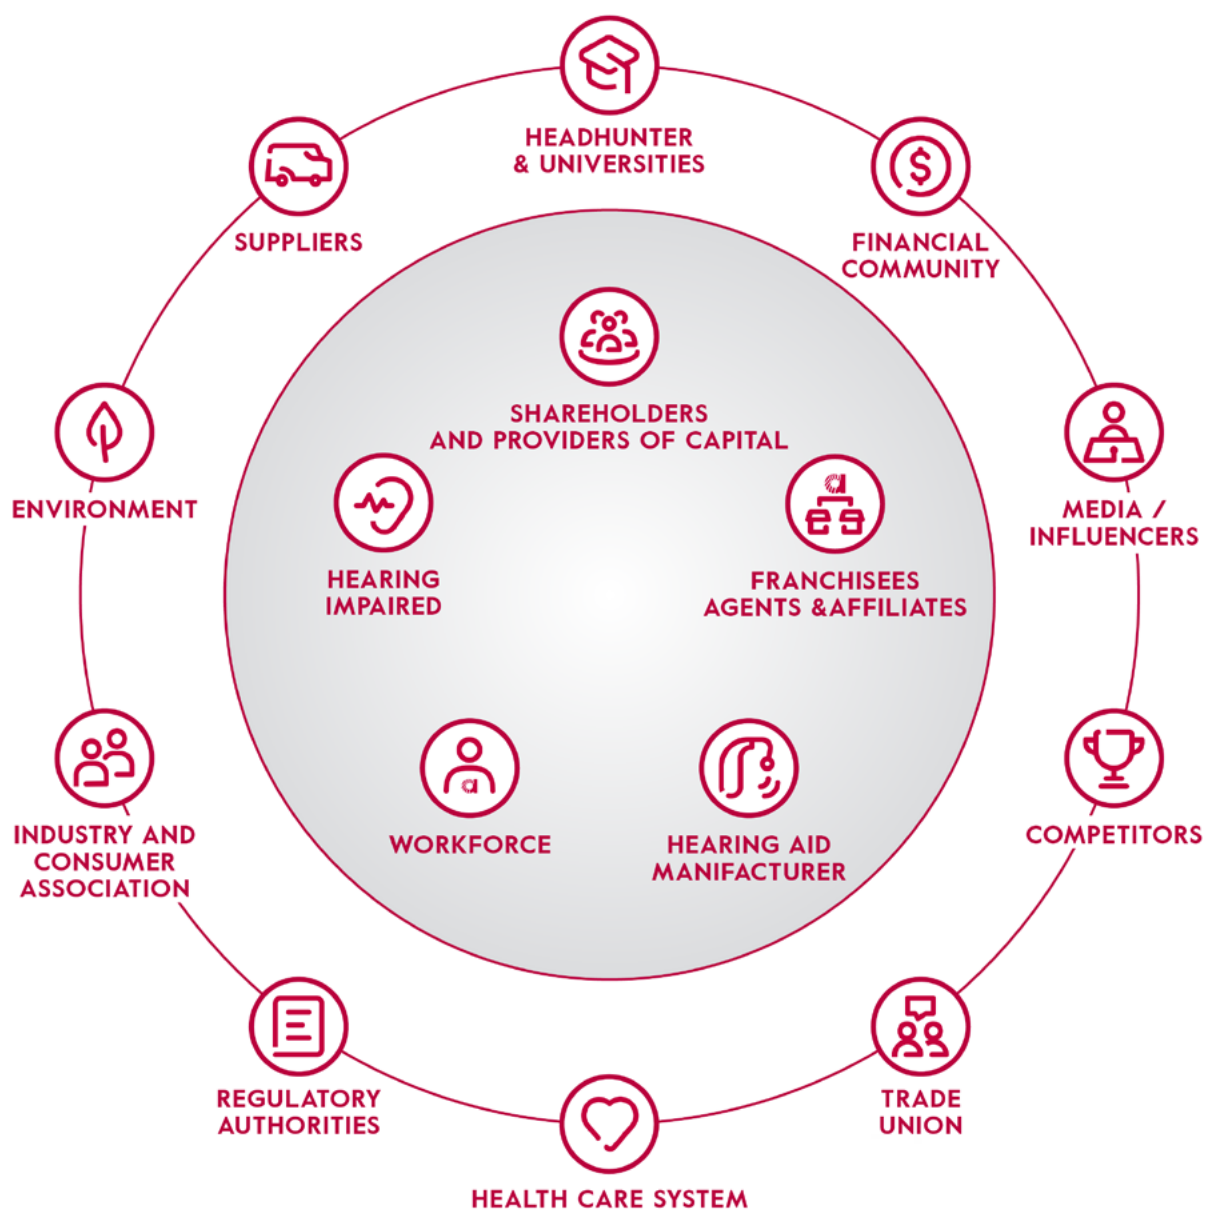 HEADHUNTER
& UNIVERSITIES
SUPPLIERS
FINANCIAL
COMMUNITY
SHAREHOLDERS
AND PROVIDERS OF CAPITAL
ENVIRONMENT
MEDIA /
INFLUENCERS
HEARING
IMPAIRED
FRANCHISEES
AGENTS &AFFILIATES
INDUSTRY AND
CONSUMER
ASSOCIATION
WORKFORCE
HEARING AID
MANIFACTURER
COMPETITORS
REGULATORY
AUTHORITIES
TRADE
UNION
HEALTH CARE SYSTEM